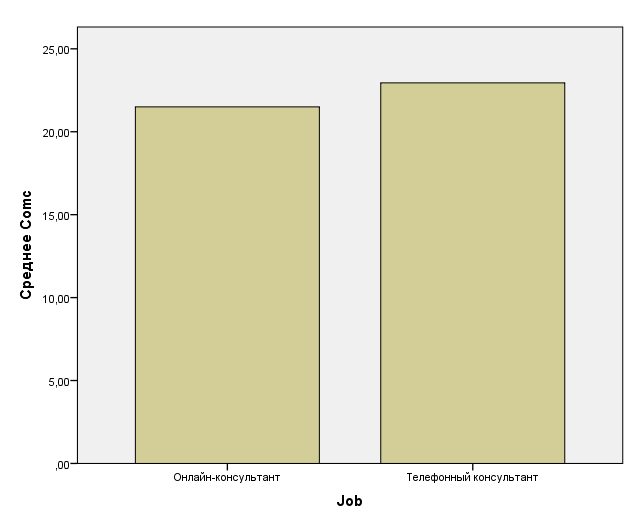 25,00
20,00
15,00
10,00
5,00
,00
Среднее Comc
Онлайн-консультант
Телефонный консультант
Job